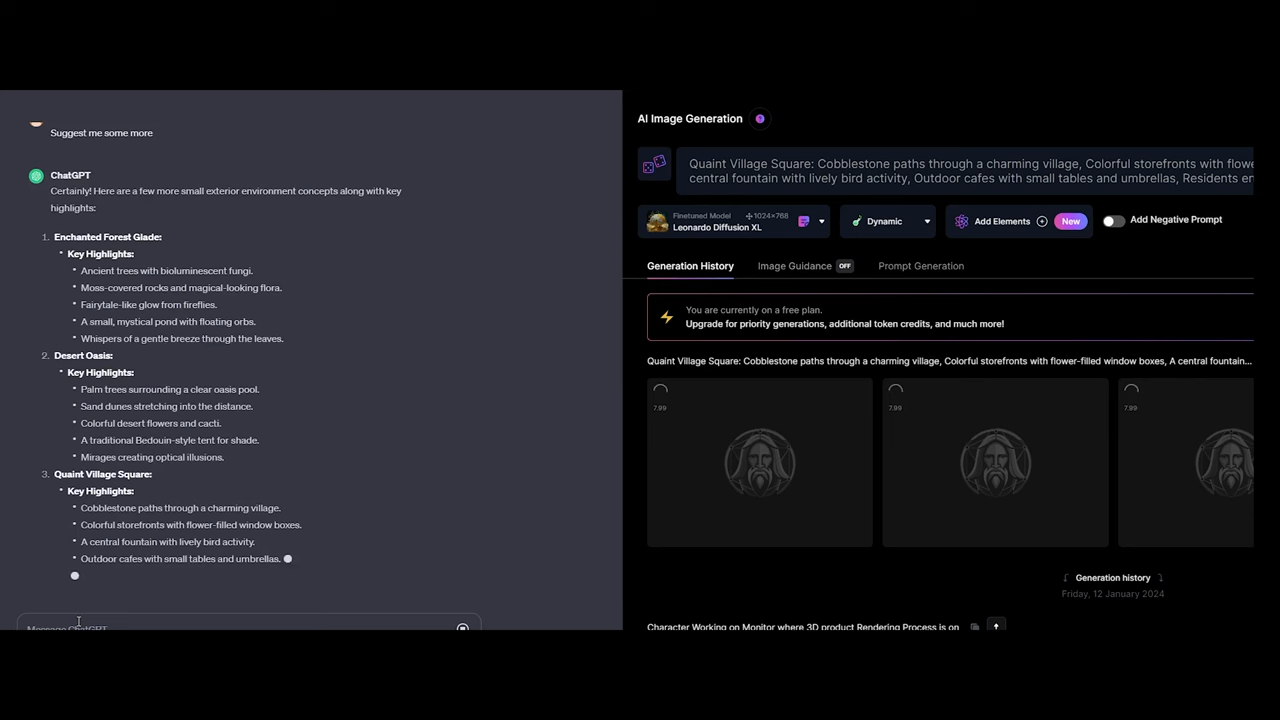 Suggest me some more
ChatGPT
Certainly! Here are a few more small exterior environment concepts along with key
highlights:
1. Enchanted Forest Glade:
• Key Highlights:
• Ancient trees with bioluminescent fungi.
• Moss-covered rocks and magical-looking flora.
• Fairytale-like glow from fireflies.
• A small, mystical pond with floating orbs.
• Whispers of a gentle breeze through the leaves.
2. Desert Oasis:
• Key Highlights:
• Palm trees surrounding a clear oasis pool.
• Sand dunes stretching into the distance.
• Colorful desert flowers and cacti.
• A traditional Bedouin-style tent for shade.
• Mirages creating optical illusions.
3. Quaint Village Square:
• Key Highlights:
• Cobblestone paths through a charming village.
• Colorful storefronts with flower-filled window boxes.
• A central fountain with lively bird activity.
• Outdoor cafes with small tables and umbrellas.
Message ChatGPT
AI Image Generation ?
Quaint Village Square: Cobblestone paths through a charming village, Colorful storefronts with flowe
central fountain with lively bird activity, Outdoor cafes with small tables and umbrellas, Residents en
Finetuned Model 1024×768
Leonardo Diffusion XL
Dynamic
Add Elements
New
Add Negative Prompt
Generation History
Image Guidance OFF
Prompt Generation
You are currently on a free plan.
Upgrade for priority generations, additional token credits, and much more!
Quaint Village Square: Cobblestone paths through a charming village, Colorful storefronts with flower-filled window boxes, A central fountain...
7.99
7.99
7.99
Generation history
Friday, 12 January 2024
Character Working on Monitor where 3D product Rendering Process is on